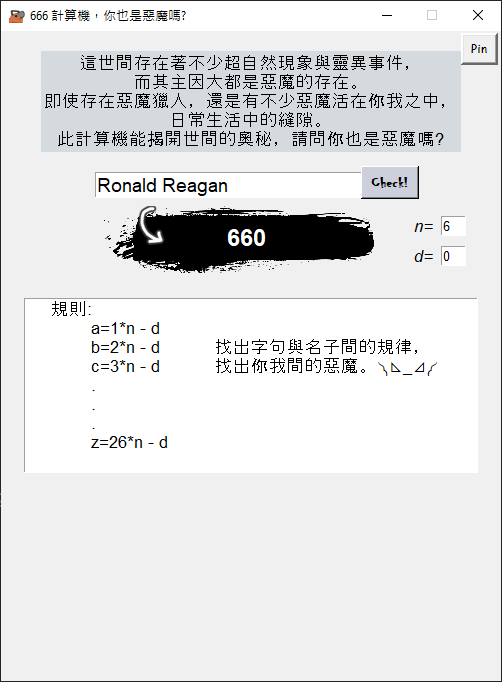 666 計算機，你也是惡魔嗎?
Pin
這世間存在著不少超自然現象與靈異事件，
而其主因大都是惡魔的存在。
即使存在惡魔獵人，還是有不少惡魔活在你我之中，
日常生活中的縫隙。
此計算機能揭開世間的奧秘，請問你也是惡魔嗎?
Ronald Reagan
Check!
660
n= 6
d= 0
規則:
a=1*n - d
b=2*n - d 找出字句與名子間的規律，
c=3*n - d 找出你我間的惡魔。╲⊿_⊿╱
.
.
.
z=26*n - d